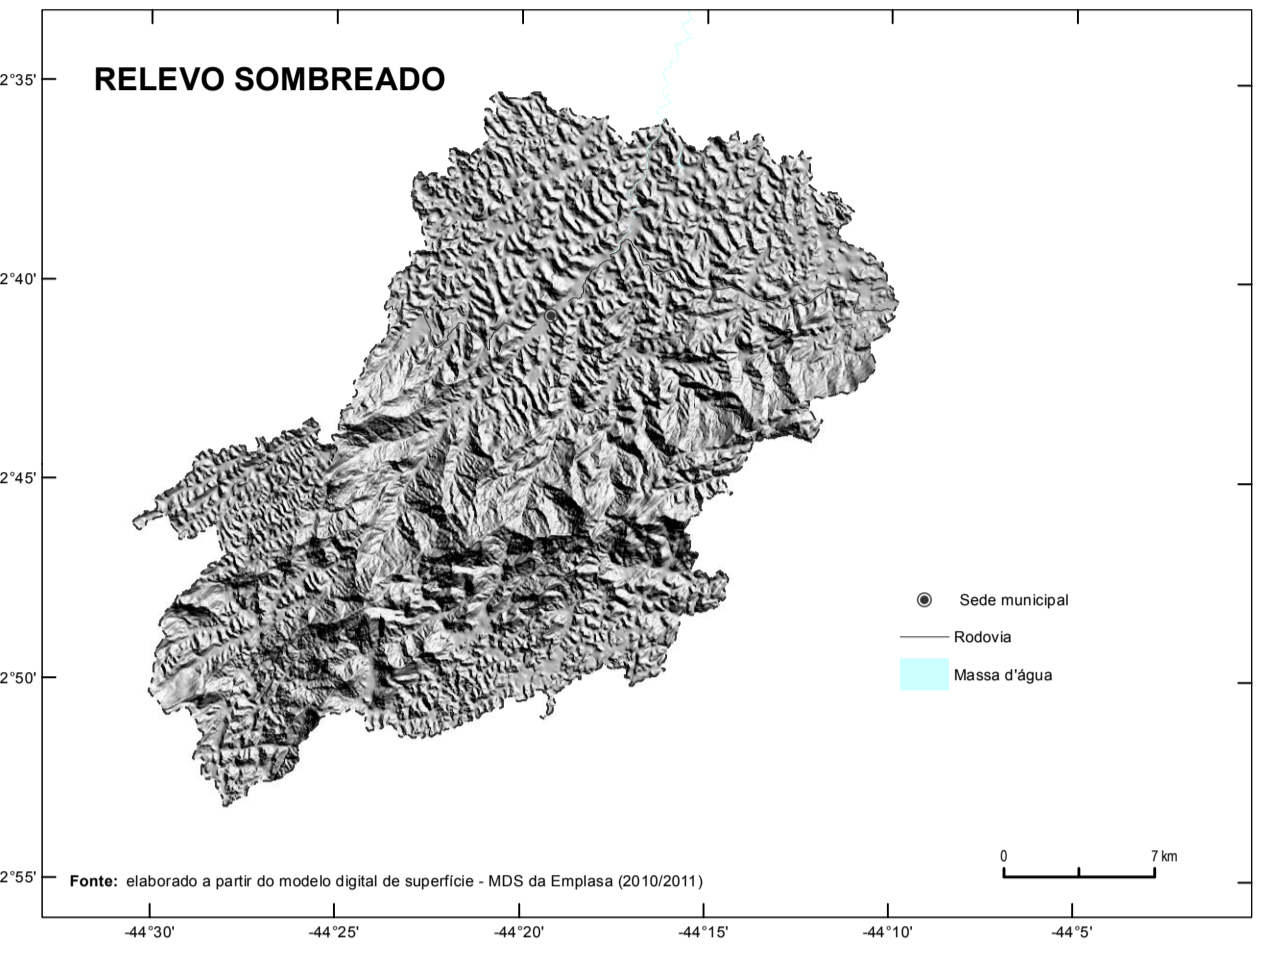 2°35'
RELEVO SOMBREADO
2°40'
2°45'
2°50'
2°55'
Sede municipal
Rodovia
Massa d'água
0 7 km
Fonte: elaborado a partir do modelo digital de superfície - MDS da Emplasa (2010/2011)
-44°30' -44°25' -44°20' -44°15' -44°10' -44°5'